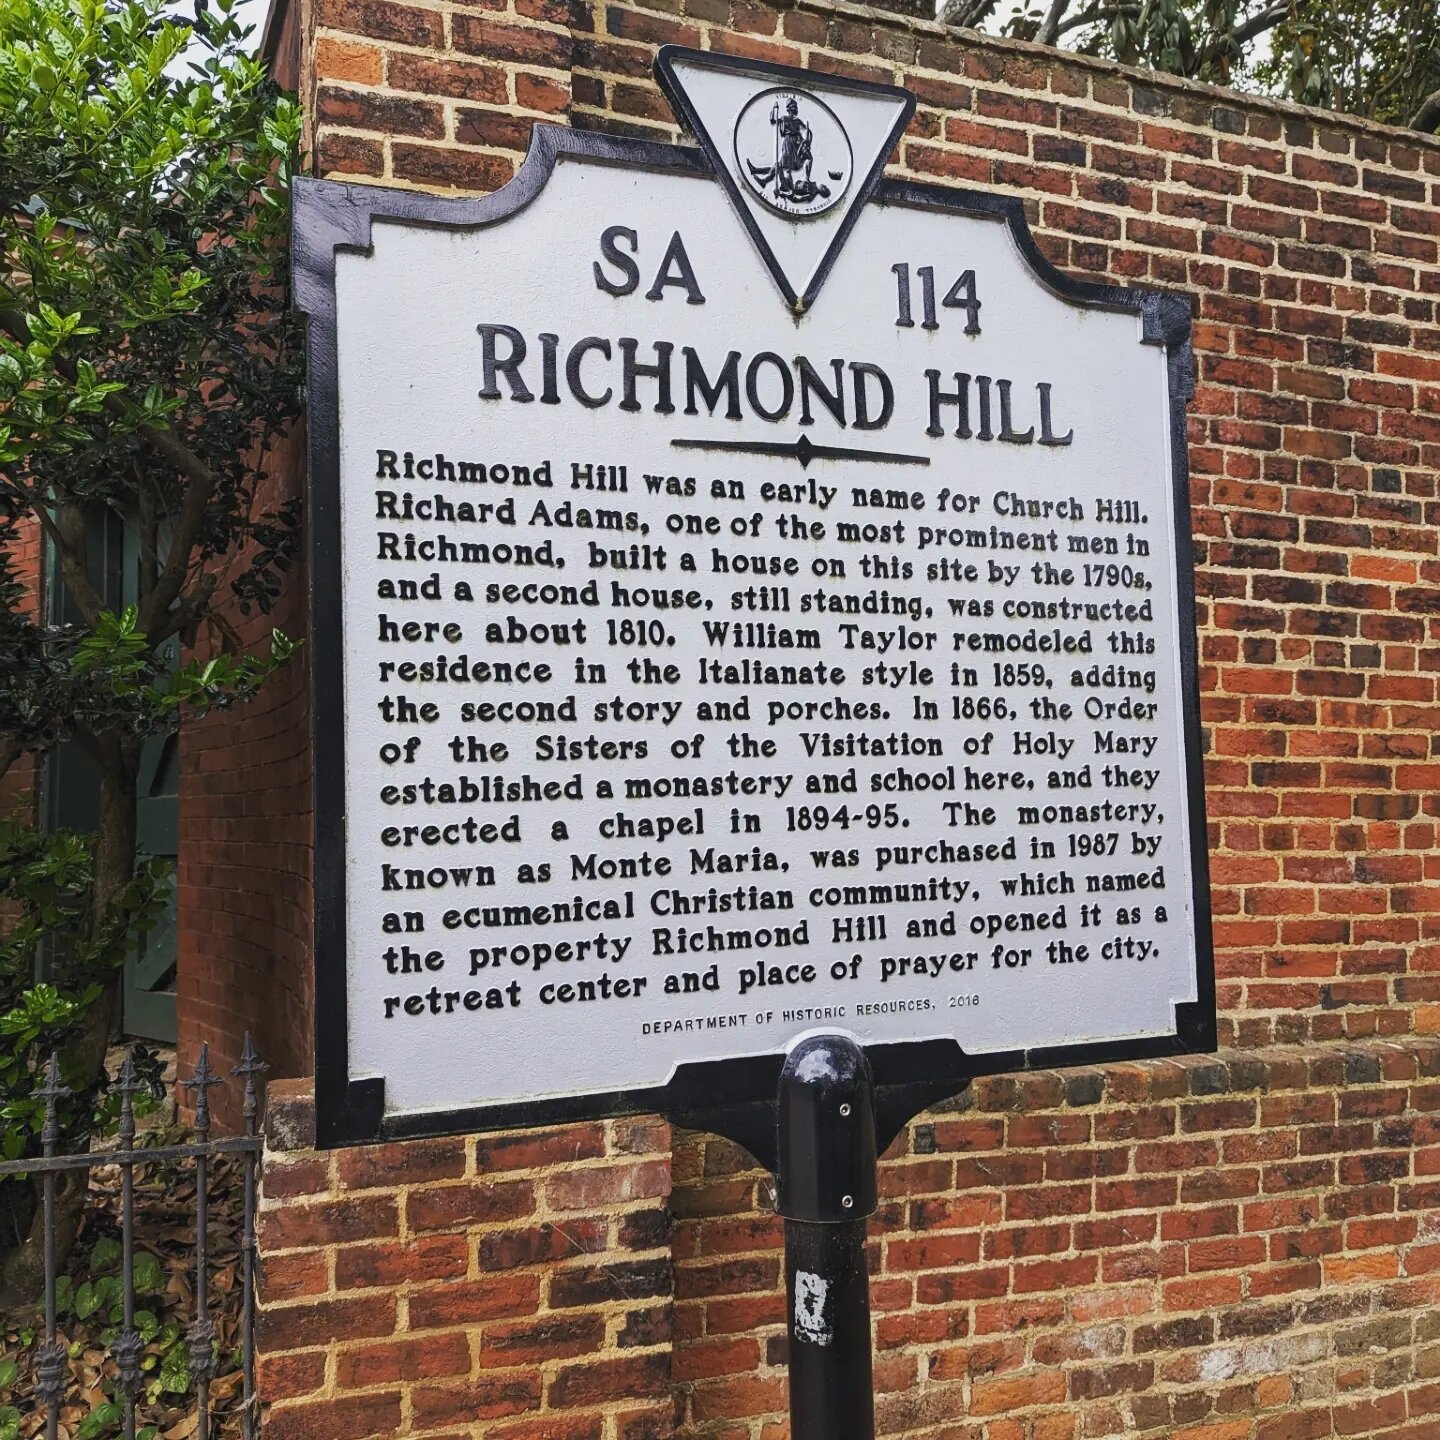 SA 114
RICHMOND HILL
Richmond Hill was an early name for Church Hill.
Richard Adams, one of the most prominent men in
Richmond, built a house on this site by the 1790s,
and a second house, still standing, was constructed
here about 1810. William Taylor remodeled this
residence in the Italianate style in 1859, adding
the second story and porches. In 1866, the Order
of the Sisters of the Visitation of Holy Mary
established a monastery and school here, and they
erected a chapel in 1894-95. The monastery,
known as Monte Maria, was purchased in 1987 by
an ecumenical Christian community, which named
the property Richmond Hill and opened it as a
retreat center and place of prayer for the city.
DEPARTMENT OF HISTORIC RESOURCES, 2016